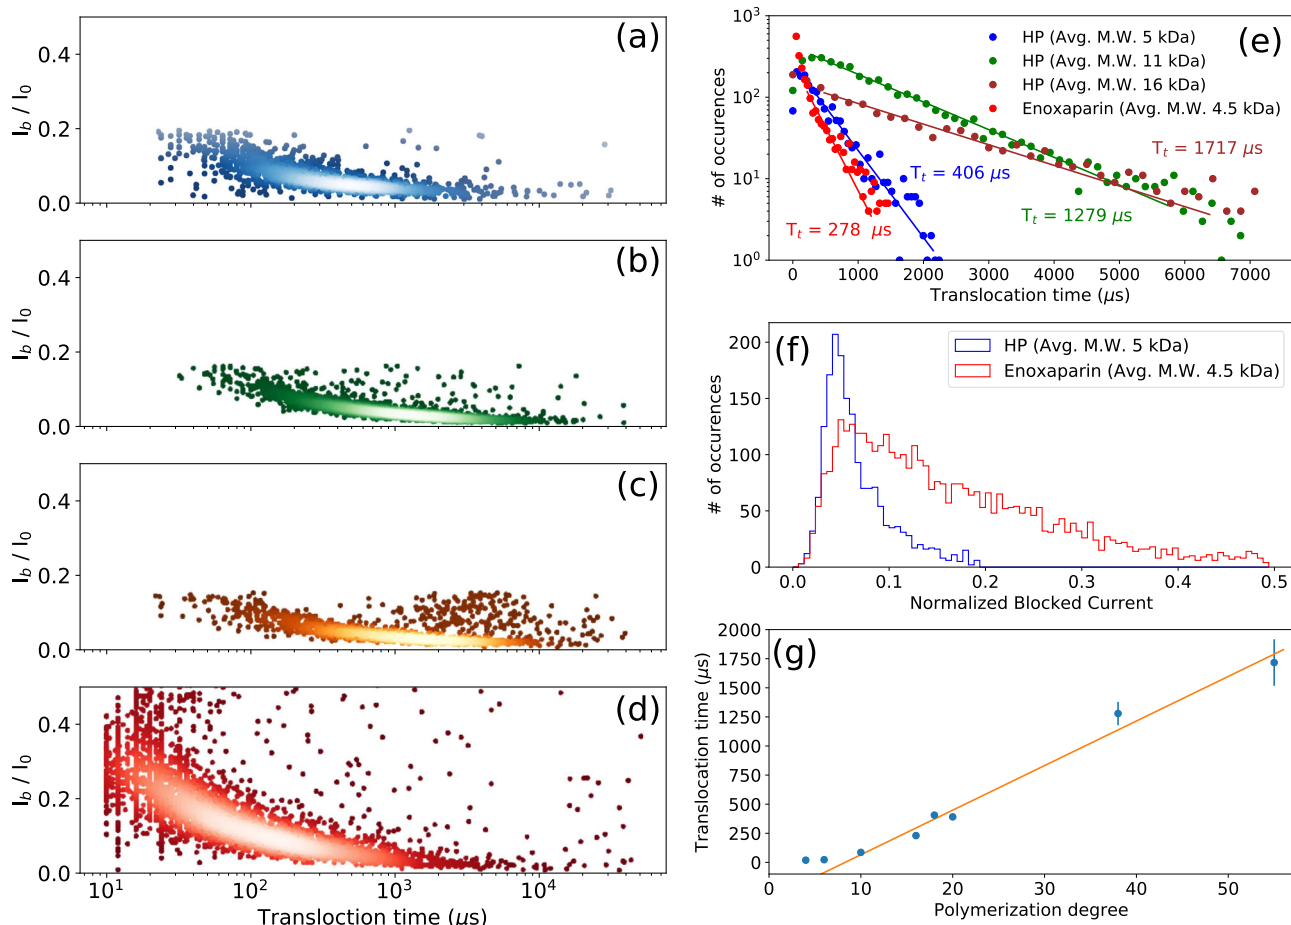 (a)
0.4
0.2
0.0
I_b / I_0
(b)
0.4
0.2
0.0
I_b / I_0
(c)
0.4
0.2
0.0
I_b / I_0
(d)
0.4
0.2
0.0
I_b / I_0
10^1 10^2 10^3 10^4
Transloction time (μs)
(e)
HP (Avg. M.W. 5 kDa)
HP (Avg. M.W. 11 kDa)
HP (Avg. M.W. 16 kDa)
Enoxaparin (Avg. M.W. 4.5 kDa)
T_t = 1717 μs
T_t = 406 μs
T_t = 1279 μs
T_t = 278 μs
10^3
10^2
10^1
10^0
# of occurences
0 1000 2000 3000 4000 5000 6000 7000
Translocation time (μs)
(f)
HP (Avg. M.W. 5 kDa)
Enoxaparin (Avg. M.W. 4.5 kDa)
200
150
100
50
0
# of occurences
0.0 0.1 0.2 0.3 0.4 0.5
Normalized Blocked Current
(g)
2000
1750
1500
1250
1000
750
500
250
0
Translocation time (μs)
0 10 20 30 40 50
Polymerization degree